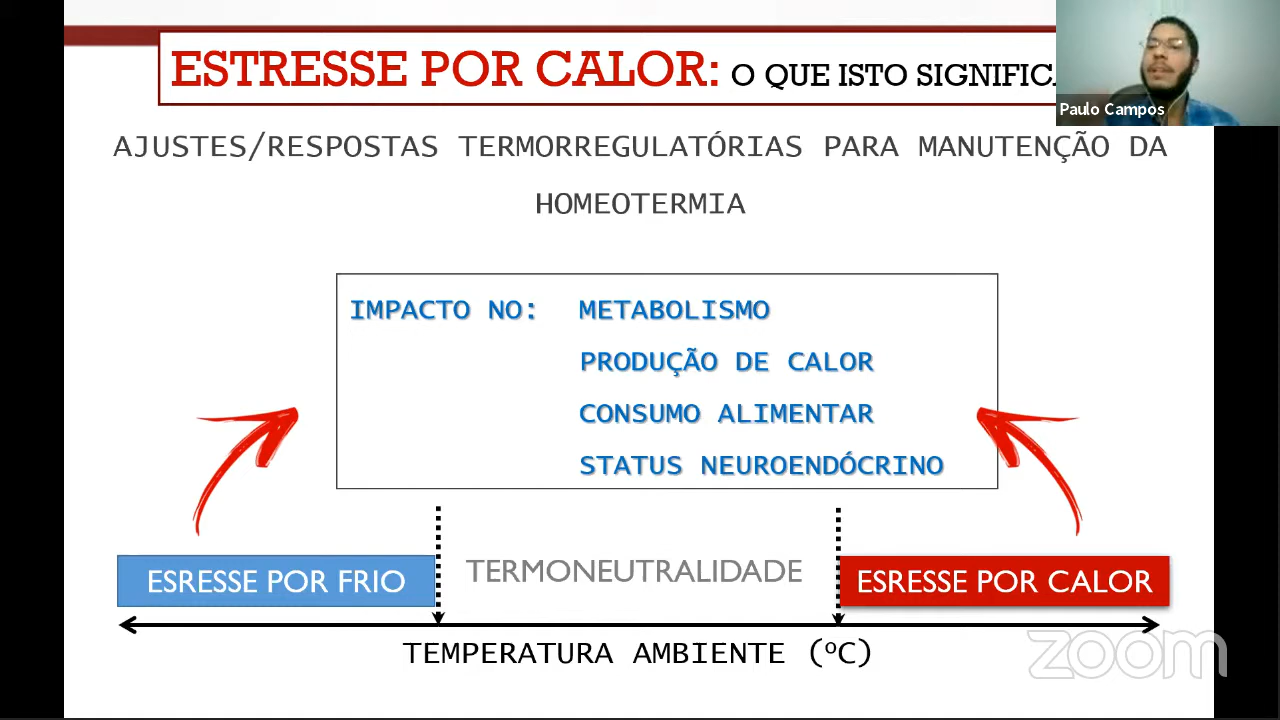 ESTRESSE POR CALOR: O QUE ISTO SIGNIFICA
Paulo Campos
AJUSTES/RESPOSTAS TERMORREGULATÓRIAS PARA MANUTENÇÃO DA
HOMEOTERMIA
IMPACTO NO: METABOLISMO
PRODUÇÃO DE CALOR
CONSUMO ALIMENTAR
STATUS NEUROENDÓCRINO
ESRESSE POR FRIO
TERMONEUTRALIDADE
ESRESSE POR CALOR
TEMPERATURA AMBIENTE (ºC)
zoom